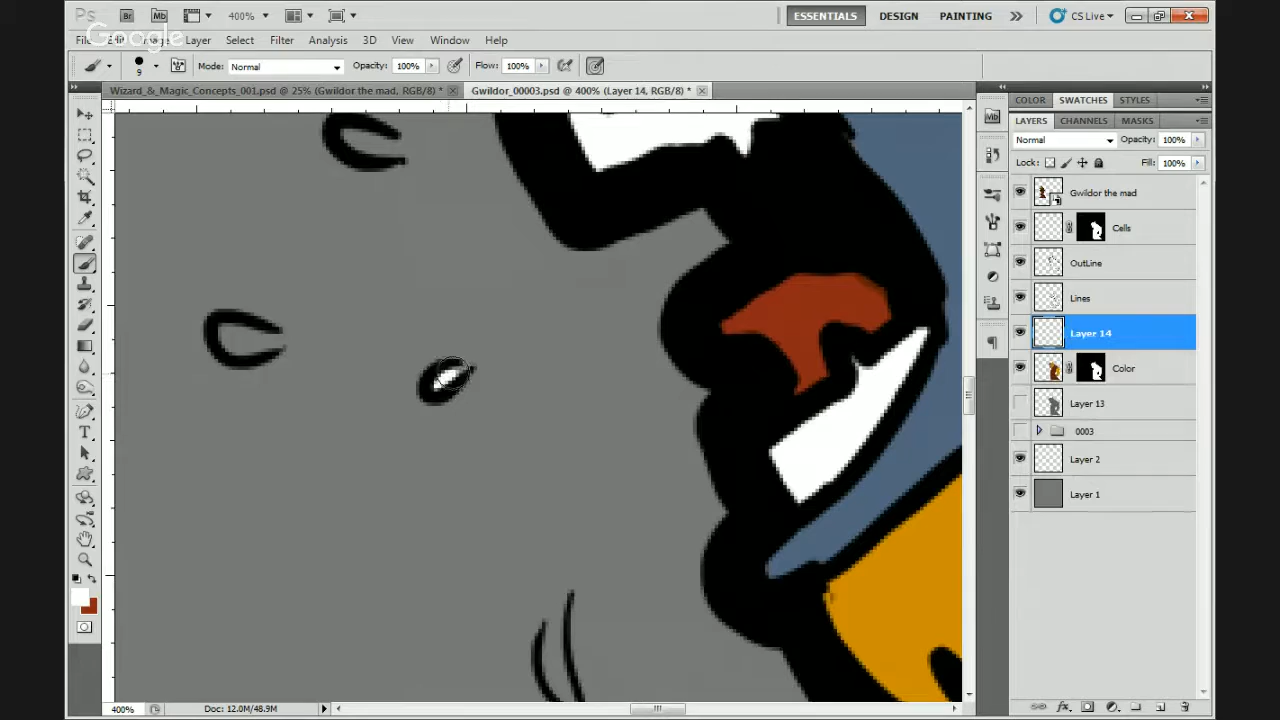 Ps Br Mb 400% ESSENTIALS DESIGN PAINTING CS Live
Google
File Edit Image Layer Select Filter Analysis 3D View Window Help
9 Mode: Normal Opacity: 100% Flow: 100%
Wizard_&_Magic_Concepts_001.psd @ 25% (Gwildor the mad, RGB/8) * Gwildor_00003.psd @ 400% (Layer 14, RGB/8) *
COLOR SWATCHES STYLES
LAYERS CHANNELS MASKS
Normal Opacity: 100%
Lock: Fill: 100%
Gwildor the mad
Cells
OutLine
Lines
Layer 14
Color
Layer 13
0003
Layer 2
Layer 1
400% Doc: 12.0M/48.9M